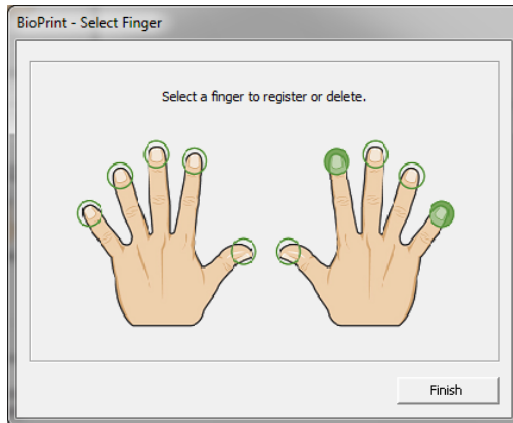 BioPrint - Select Finger
Select a finger to register or delete.
Finish